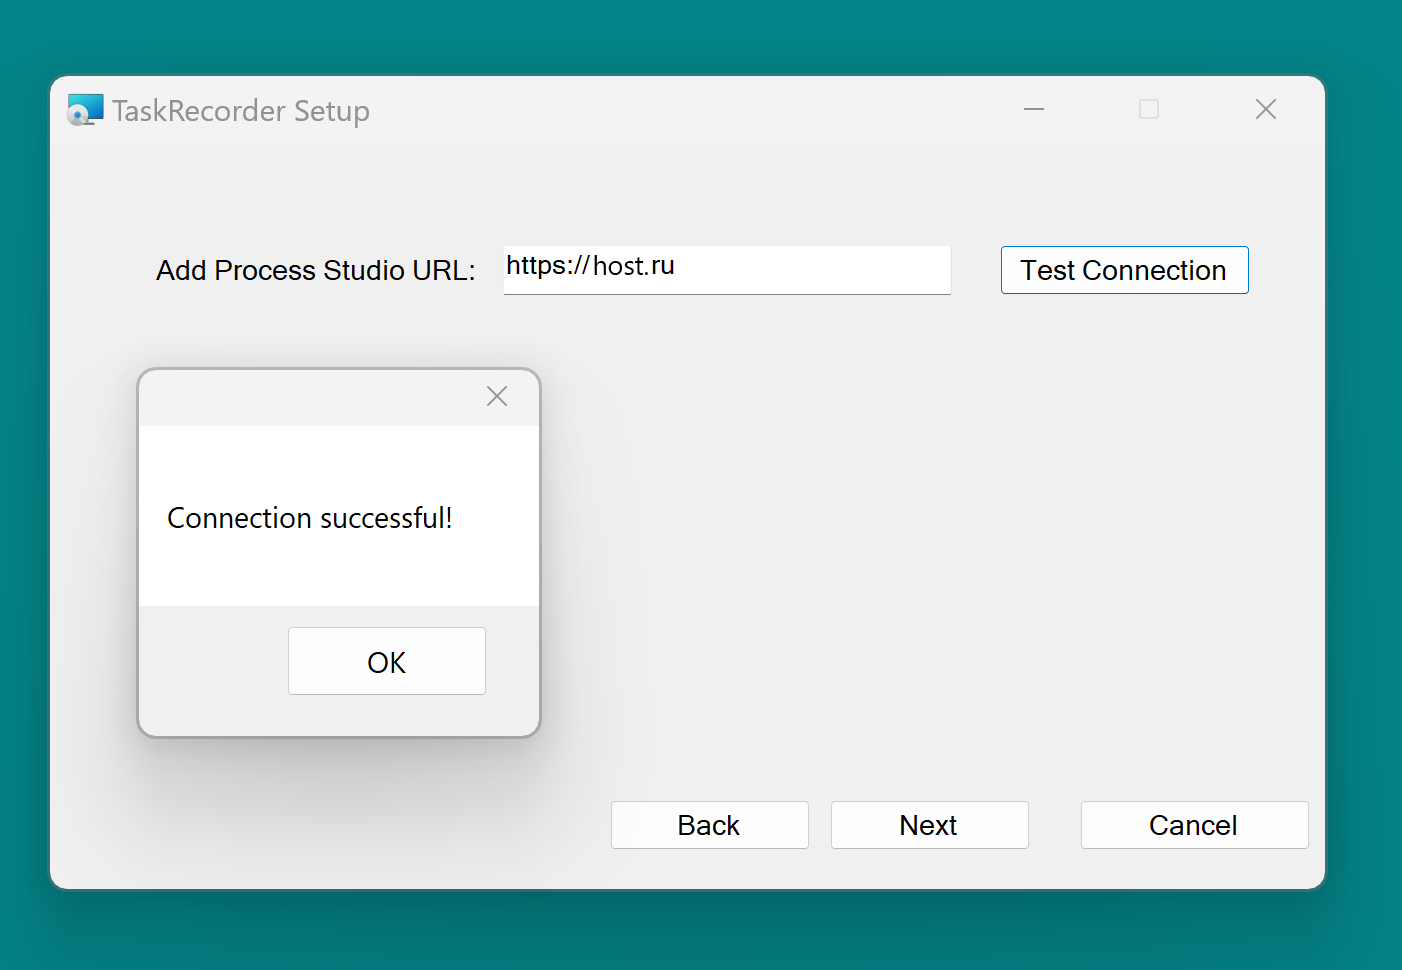 TaskRecorder Setup
Add Process Studio URL: https://host.ru Test Connection
Connection successful!
OK
Back Next Cancel